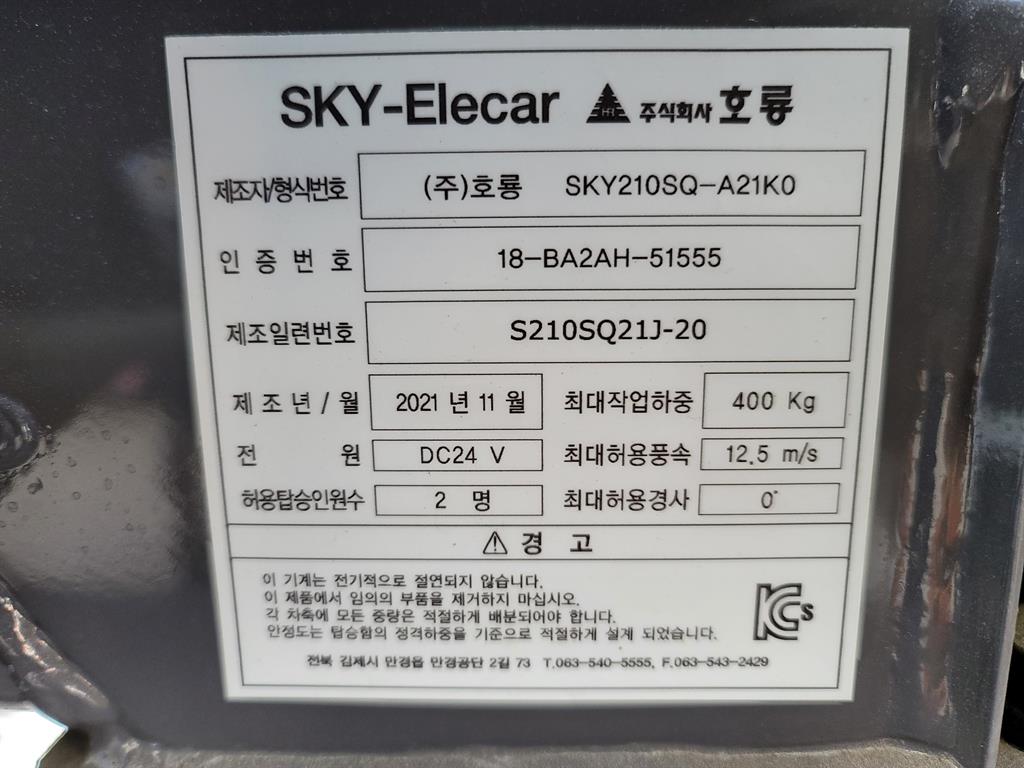 SKY-Elecar 주식회사 호룡
제조자/형식번호 (주)호룡 SKY210SQ-A21K0
인증번호 18-BA2AH-51555
제조일련번호 S210SQ21J-20
제조년/월 2021 년 11 월 최대작업하중 400 Kg
전원 DC24 V 최대허용풍속 12.5 m/s
허용탑승인원수 2 명 최대허용경사 0°
⚠ 경고
이 기계는 전기적으로 절연되지 않습니다.
이 제품에서 임의의 부품을 제거하지 마십시오.
각 차축에 모든 중량은 적절하게 배분되어야 합니다.
안정도는 탑승함의 정격하중을 기준으로 적절하게 설계 되었습니다.
KCs
전북 김제시 만경읍 만경공단 2길 73 T.063-540-5555, F.063-543-2429